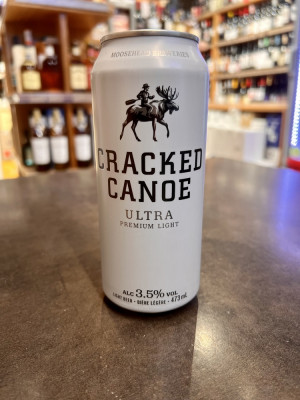 MOOSEHEAD BREWERIES
CRACKED
CANOE
ULTRA
PREMIUM LIGHT
ALC 3.5% VOL
LIGHT BEER • BIÈRE LÉGÈRE • 473 mL